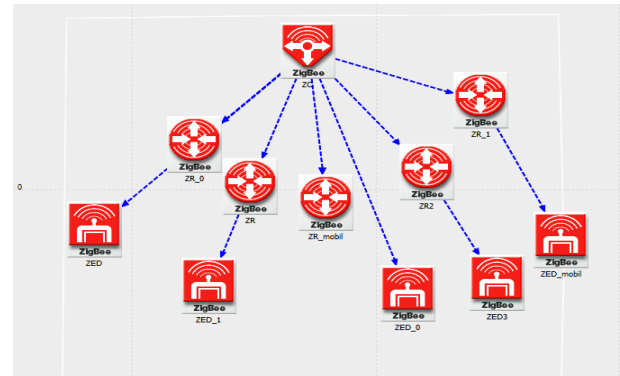 ZigBee
ZC
ZigBee
ZR_1
ZigBee
ZR_0
ZigBee
ZR
ZigBee
ZR_mobil
ZigBee
ZR2
0
ZigBee
ZED
ZigBee
ZED_mobil
ZigBee
ZED_1
ZigBee
ZED_0
ZigBee
ZED3